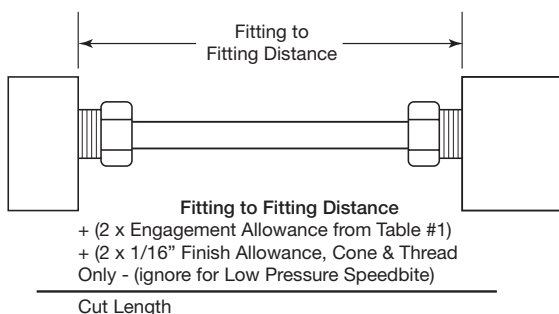 Fitting to
Fitting Distance
Fitting to Fitting Distance
+ (2 x Engagement Allowance from Table #1)
+ (2 x 1/16” Finish Allowance, Cone & Thread
Only - (ignore for Low Pressure Speedbite)
Cut Length